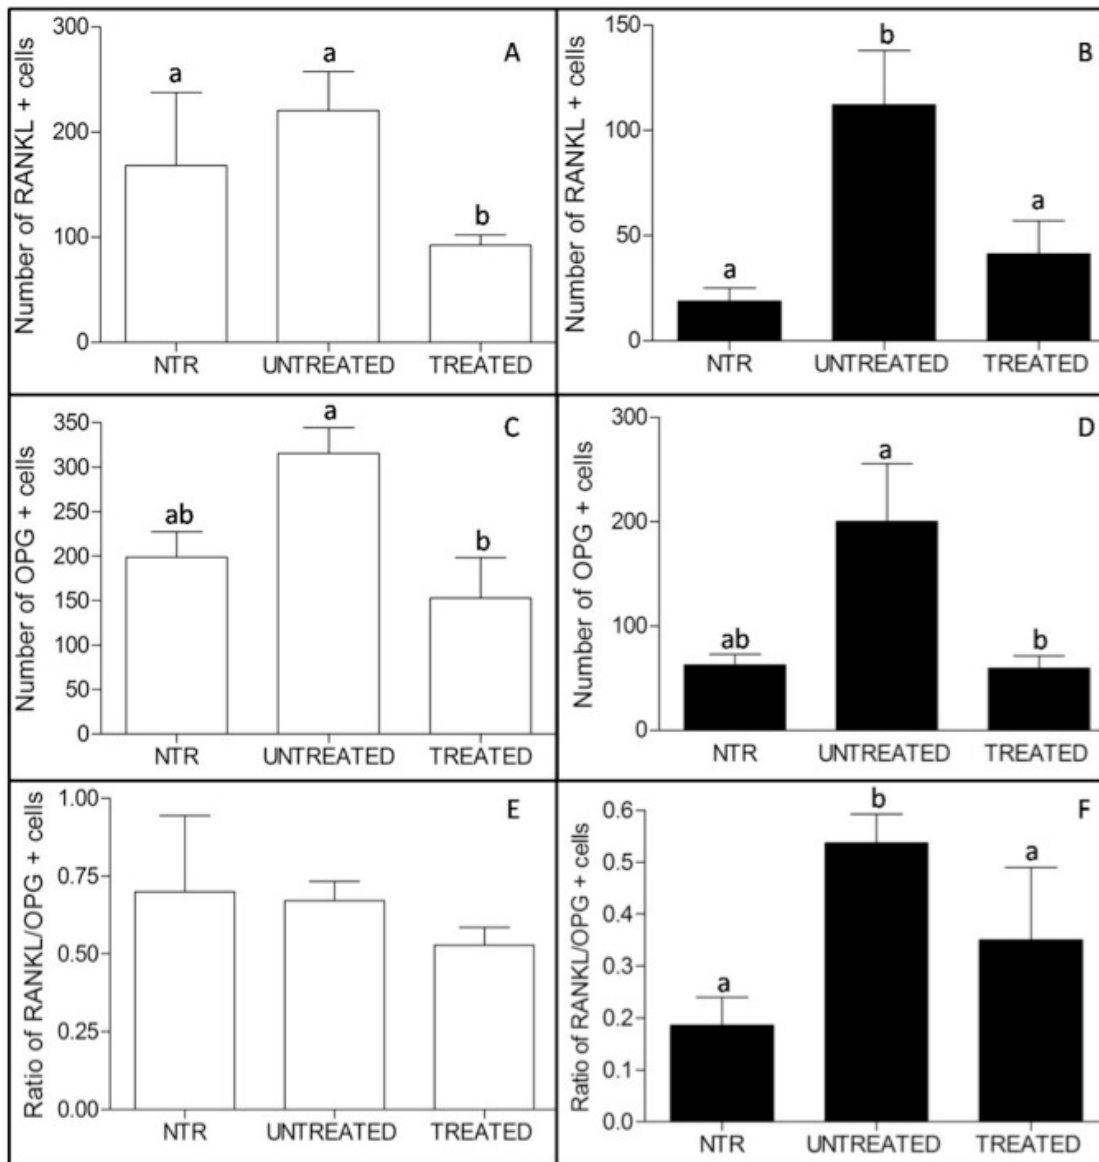 Number of RANKL + cells
300
200
100
0
a
a
b
A
NTR UNTREATED TREATED
Number of RANKL + cells
150
100
50
0
a
b
a
B
NTR UNTREATED TREATED
Number of OPG + cells
350
300
250
200
150
100
50
0
ab
a
b
C
NTR UNTREATED TREATED
Number of OPG + cells
300
200
100
0
ab
a
b
D
NTR UNTREATED TREATED
Ratio of RANKL/OPG + cells
1.00
0.75
0.50
0.25
0.00
E
NTR UNTREATED TREATED
Ratio of RANKL/OPG + cells
0.6
0.5
0.4
0.3
0.2
0.1
0.0
a
b
a
F
NTR UNTREATED TREATED